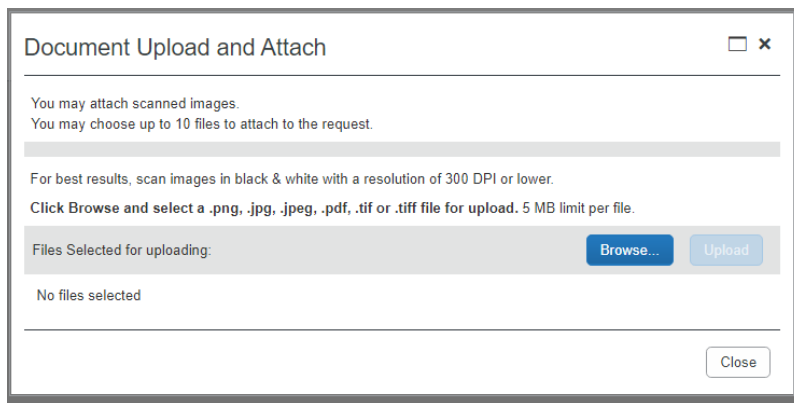 Document Upload and Attach
You may attach scanned images.
You may choose up to 10 files to attach to the request.
For best results, scan images in black & white with a resolution of 300 DPI or lower.
Click Browse and select a .png, .jpg, .jpeg, .pdf, .tif or .tiff file for upload. 5 MB limit per file.
Files Selected for uploading: Browse... Upload
No files selected
Close